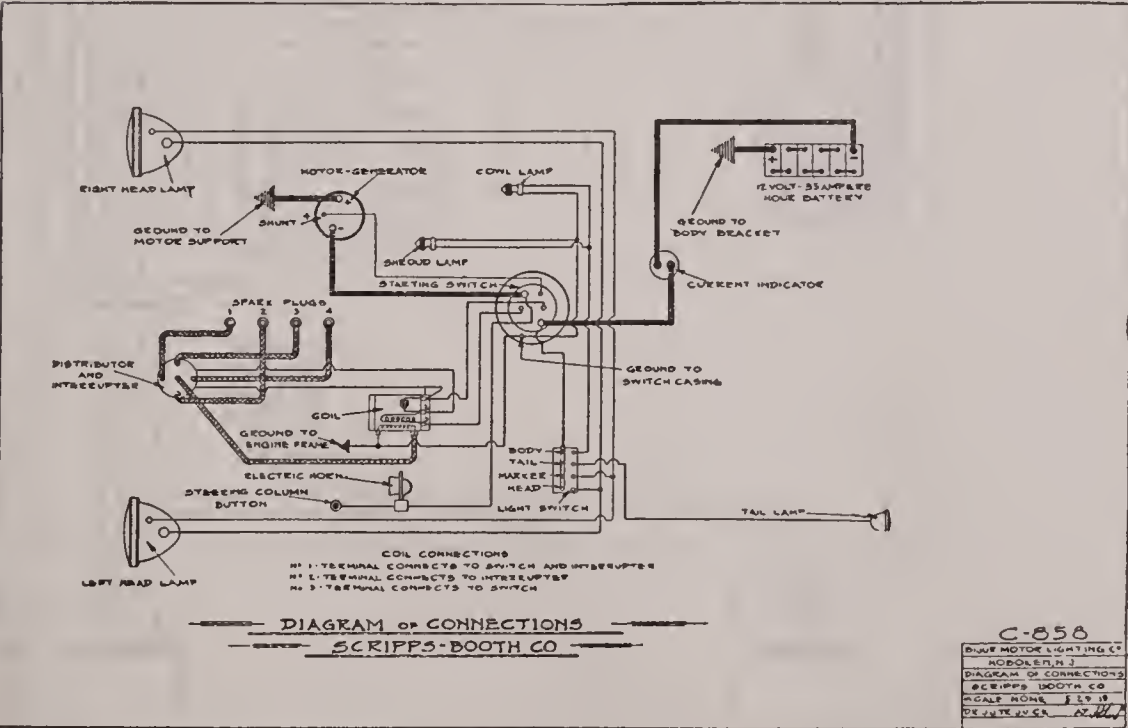 RIGHT HEAD LAMP
MOTOR-GENERATOR
COWL LAMP
12 VOLT-35 AMPERE
HOUR BATTERY
GROUND TO
MOTOR SUPPORT
SHUNT
+
+
-
+
-
GROUND TO
BODY BRACKET
SHROUD LAMP
STARTING SWITCH
CURRENT INDICATOR
SPARK PLUGS
1 2 3 4
DISTRIBUTOR
AND
INTERRUPTER
GROUND TO
SWITCH CASING
COIL
GROUND TO
ENGINE FRAME
BODY
TAIL
MARKER
HEAD
LIGHT SWITCH
ELECTRIC HORN
STEERING COLUMN
BUTTON
TAIL LAMP
LEFT HEAD LAMP
COIL CONNECTIONS
Nº 1-TERMINAL CONNECTS TO SWITCH AND INTERRUPTER
Nº 2-TERMINAL CONNECTS TO INTERRUPTER
No 3-TERMINAL CONNECTS TO SWITCH
DIAGRAM OF CONNECTIONS
SCRIPPS-BOOTH CO
C-858
BIJUR MOTOR LIGHTING Cº
HOBOKEN, N J
DIAGRAM OF CONNECTIONS
SCRIPPS BOOTH CO
SCALE NONE